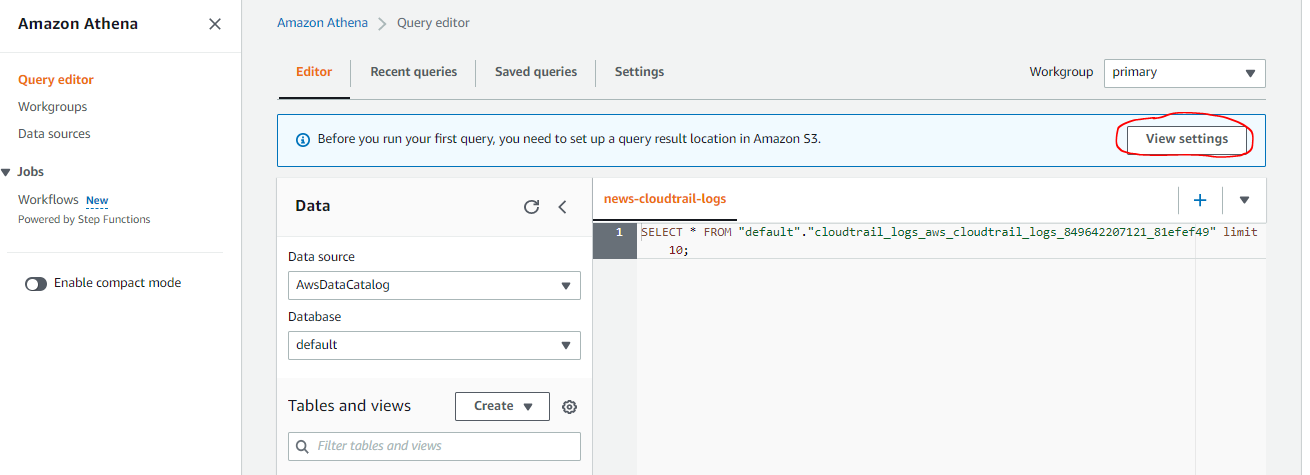 Amazon Athena
Query editor
Workgroups
Data sources
Jobs
Workflows New
Powered by Step Functions
Enable compact mode
Amazon Athena > Query editor
Editor Recent queries Saved queries Settings Workgroup primary
Before you run your first query, you need to set up a query result location in Amazon S3. View settings
Data
Data source
AwsDataCatalog
Database
default
Tables and views Create
Filter tables and views
news-cloudtrail-logs
1 SELECT * FROM "default"."cloudtrail_logs_aws_cloudtrail_logs_849642207121_81efef49" limit
10;